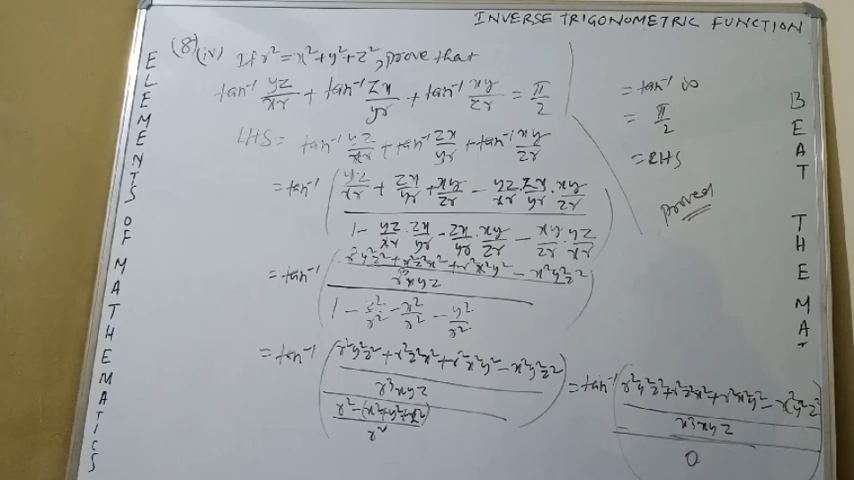 INVERSE TRIGONOMETRIC FUNCTION
ELEMENTS OF MATHEMATICS
(8)(iv) If r² = x² + y² + z², prove that
tan⁻¹ yz/xr + tan⁻¹ zx/yr + tan⁻¹ xy/zr = π/2
LHS = tan⁻¹ yz/xr + tan⁻¹ zx/yr + tan⁻¹ xy/zr
= tan⁻¹ ( (yz/xr + zx/yr + xy/zr - yz/xr . zx/yr . xy/zr) / (1 - yz/xr . zx/yr - zx/yr . xy/zr - xy/zr . yz/xr) )
= tan⁻¹ ( ((r²y²z² + r²z²x² + r²x²y² - x²y²z²) / r³xyz) / (1 - z²/r² - x²/r² - y²/r²) )
= tan⁻¹ ( ((r²y²z² + r²z²x² + r²x²y² - x²y²z²) / r³xyz) / ((r² - (x² + y² + z²)) / r²) ) = tan⁻¹ ( ((r²y²z² + r²z²x² + r²x²y² - x²y²z²) / r³xyz) / 0 )
= tan⁻¹ ∞
= π/2
= RHS
proved
BEAT THE MAT